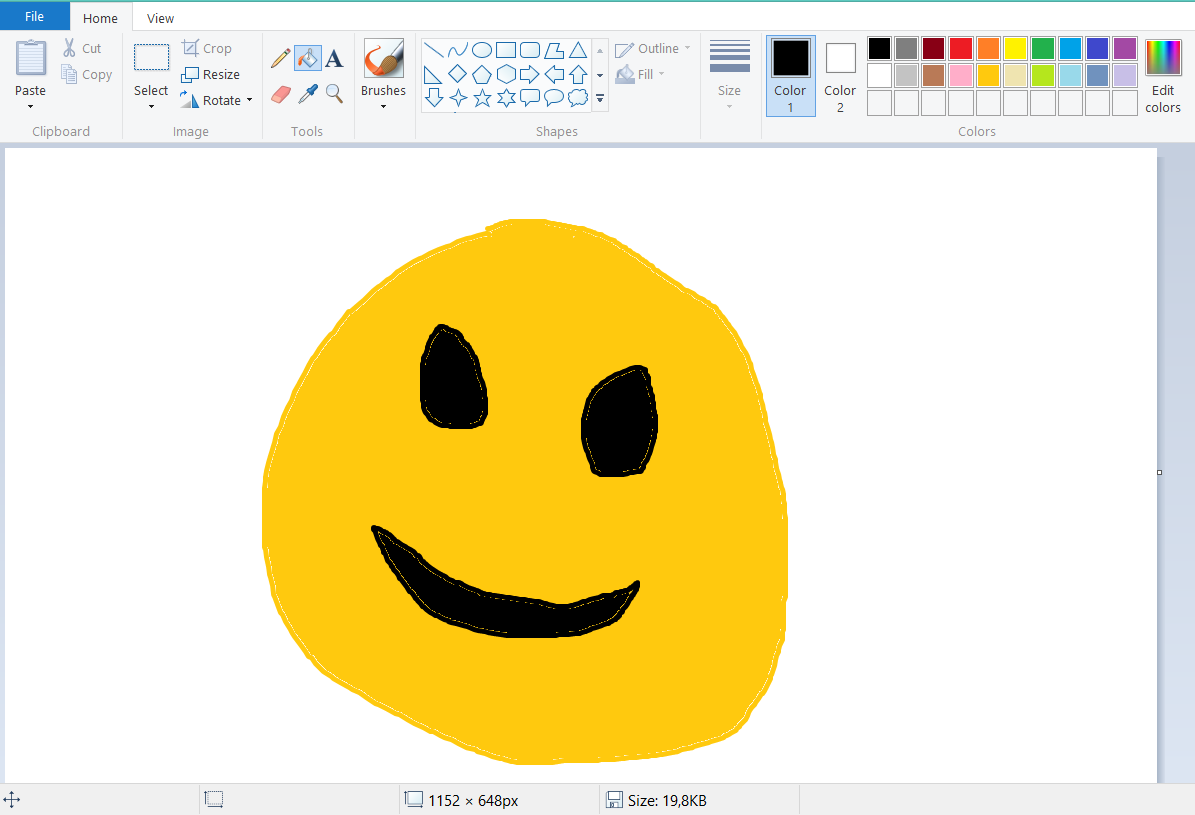 File Home View
Paste
Cut
Copy
Clipboard
Select
Crop
Resize
Rotate
Image
A
Tools
Brushes
Outline
Fill
Shapes
Size
Color
1
Color
2
Edit
colors
Colors
1152 × 648px
Size: 19,8KB